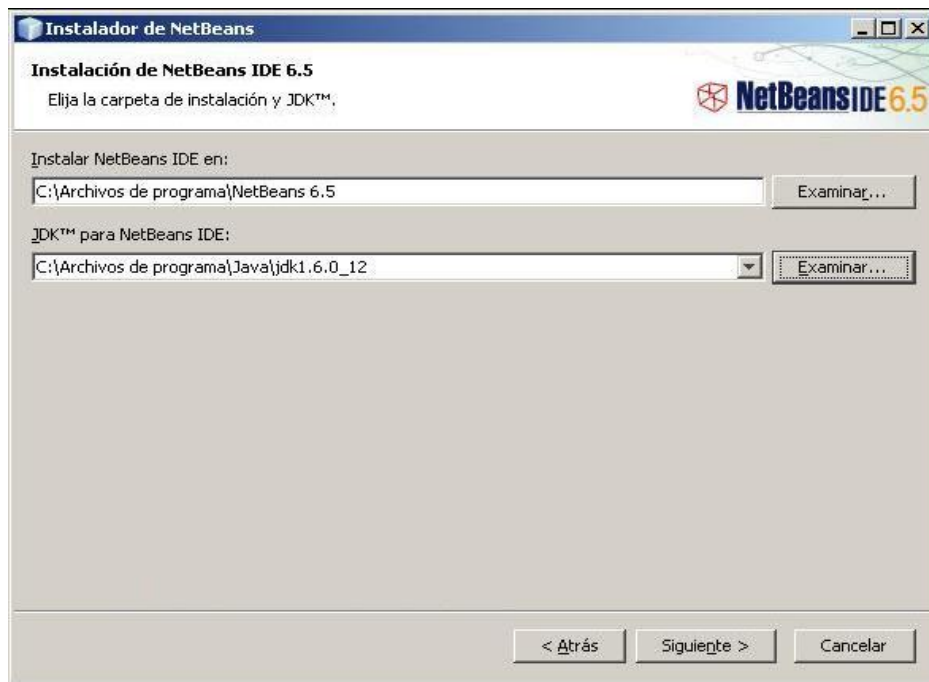 Instalador de NetBeans
Instalación de NetBeans IDE 6.5
Elija la carpeta de instalación y JDK™.
NetBeans IDE 6.5
Instalar NetBeans IDE en:
C:\Archivos de programa\NetBeans 6.5
Examinar...
JDK™ para NetBeans IDE:
C:\Archivos de programa\Java\jdk1.6.0_12
Examinar...
< Atrás
Siguiente >
Cancelar